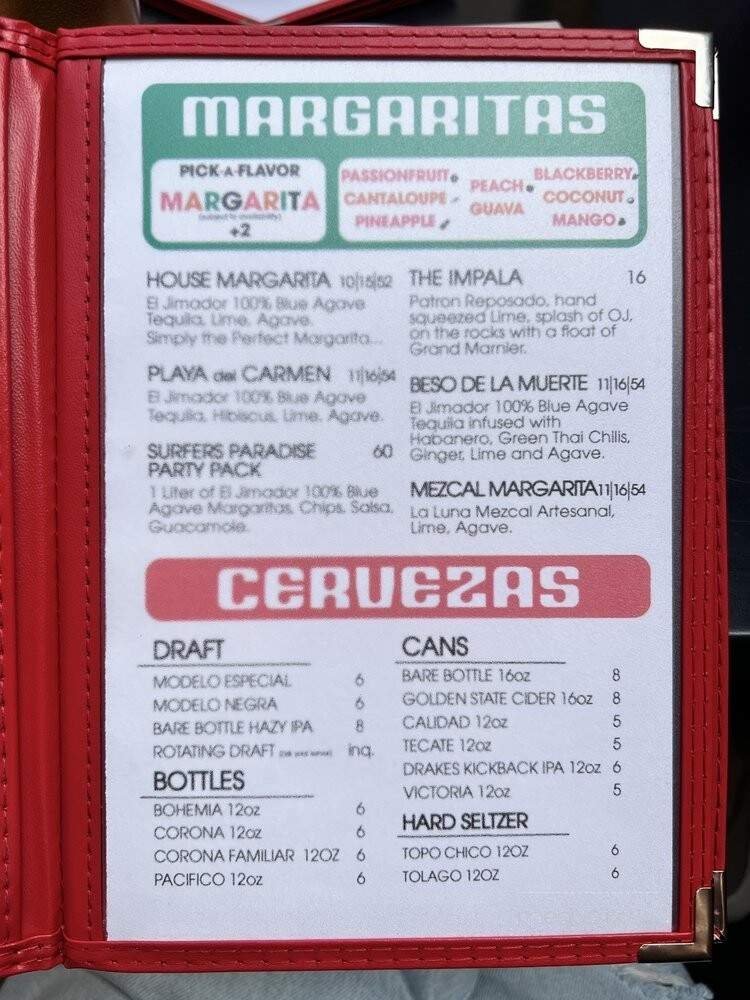 MARGARITAS
PICK-A-FLAVOR
MARGARITA
(subject to availability)
+2
PASSIONFRUIT
CANTALOUPE
PINEAPPLE
PEACH
GUAVA
BLACKBERRY
COCONUT
MANGO
HOUSE MARGARITA 10|15|52
El Jimador 100% Blue Agave
Tequila, Lime, Agave.
Simply the Perfect Margarita...
PLAYA del CARMEN 11|16|54
El Jimador 100% Blue Agave
Tequila, Hibiscus, Lime, Agave.
SURFERS PARADISE 60
PARTY PACK
1 Liter of El Jimador 100% Blue
Agave Margaritas, Chips, Salsa,
Guacamole.
THE IMPALA 16
Patron Reposado, hand
squeezed Lime, splash of OJ,
on the rocks with a float of
Grand Marnier.
BESO DE LA MUERTE 11|16|54
El Jimador 100% Blue Agave
Tequila infused with
Habanero, Green Thai Chilis,
Ginger, Lime and Agave.
MEZCAL MARGARITA 11|16|54
La Luna Mezcal Artesanal,
Lime, Agave.
CERVEZAS
DRAFT
MODELO ESPECIAL 6
MODELO NEGRA 6
BARE BOTTLE HAZY IPA 8
ROTATING DRAFT (ask your server) inq.
BOTTLES
BOHEMIA 12oz 6
CORONA 12oz 6
CORONA FAMILIAR 12OZ 6
PACIFICO 12oz 6
CANS
BARE BOTTLE 16oz 8
GOLDEN STATE CIDER 16oz 8
CALIDAD 12oz 5
TECATE 12oz 5
DRAKES KICKBACK IPA 12oz 6
VICTORIA 12oz 5
HARD SELTZER
TOPO CHICO 12OZ 6
TOLAGO 12OZ 6